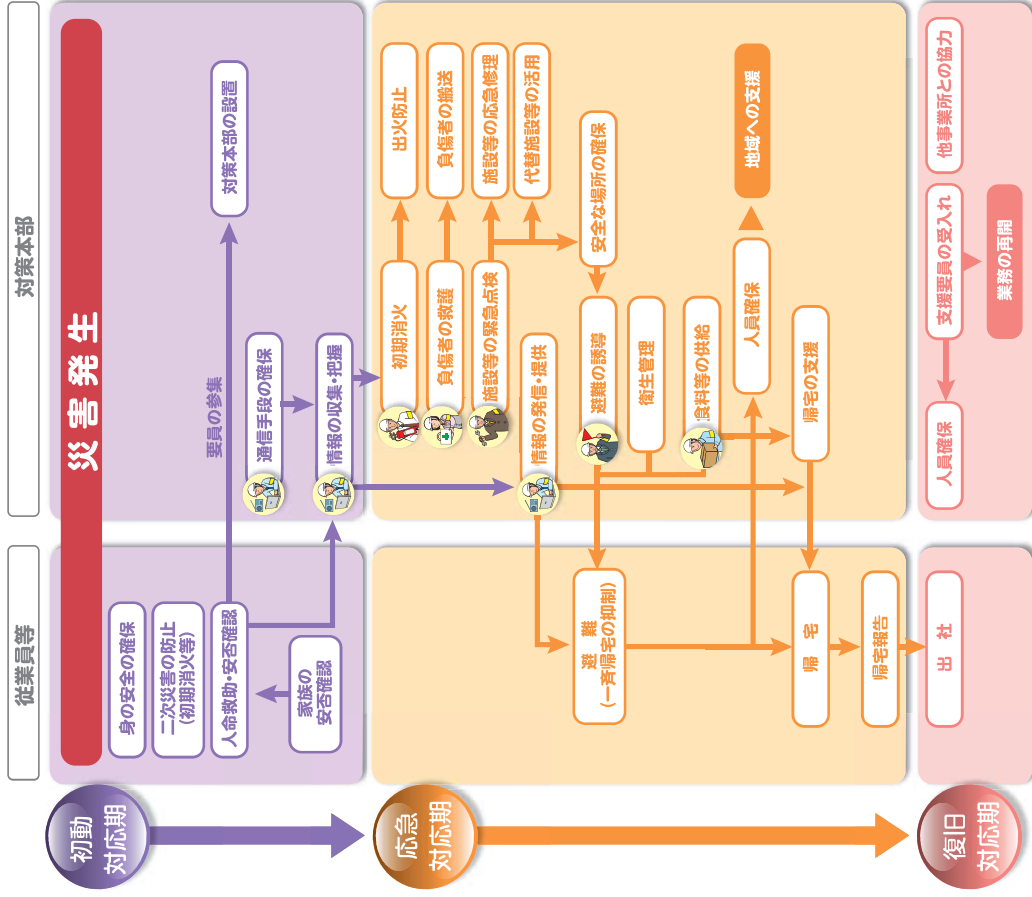 従業員等
対策本部
初動
対応期
応急
対応期
復旧
対応期
災害発生
身の安全の確保
二次災害の防止
(初期消火等)
人命救助・安否確認
家族の
安否確認
要員の参集
対策本部の設置
通信手段の確保
情報の収集・把握
初期消火
出火防止
負傷者の救護
負傷者の搬送
施設等の緊急点検
施設等の応急修理
代替施設等の活用
情報の発信・提供
安全な場所の確保
避難の誘導
衛生管理
食料等の供給
避　難
(一斉帰宅の抑制)
人員確保
地域への支援
帰宅の支援
帰　宅
帰宅報告
出　社
人員確保
支援要員の受入れ
他事業所との協力
業務の再開